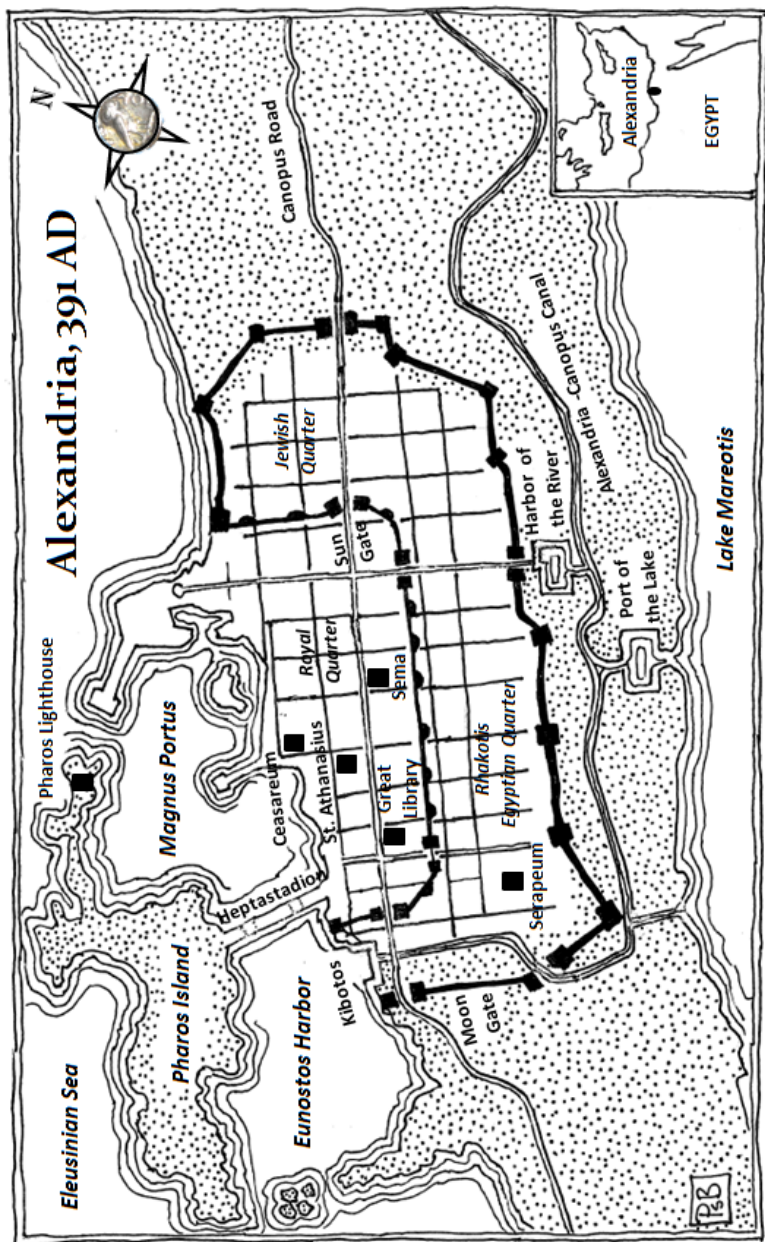 Alexandria, 391 AD
N
Pharos Lighthouse
Eleusinian Sea
Pharos Island
Magnus Portus
Eunostos Harbor
Heptastadion
Kibotos
Ceasareum
St. Athanasius
Royal
Quarter
Jewish
Quarter
Canopus Road
Sun
Gate
Sema
Great
Library
Rhakotis
Egyptian Quarter
Serapeum
Moon
Gate
Harbor of
the River
Alexandria -Canopus Canal
Port of
the Lake
Lake Mareotis
Alexandria
EGYPT
PsB